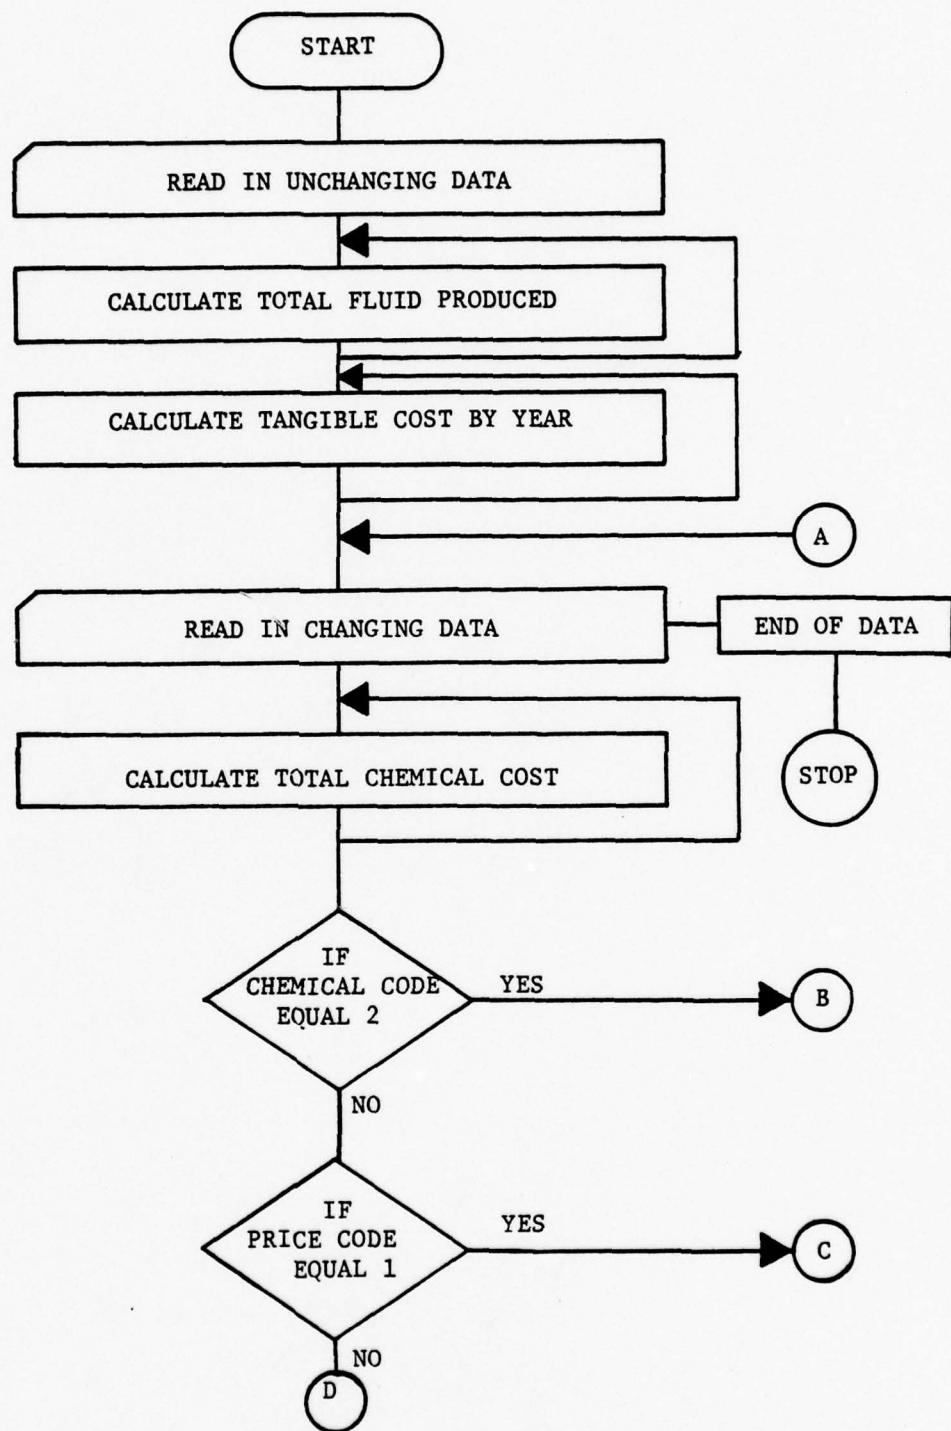 START
READ IN UNCHANGING DATA
CALCULATE TOTAL FLUID PRODUCED
CALCULATE TANGIBLE COST BY YEAR
A
READ IN CHANGING DATA
END OF DATA
CALCULATE TOTAL CHEMICAL COST
STOP
IF
CHEMICAL CODE
EQUAL 2
YES
B
NO
IF
PRICE CODE
EQUAL 1
YES
C
NO
D